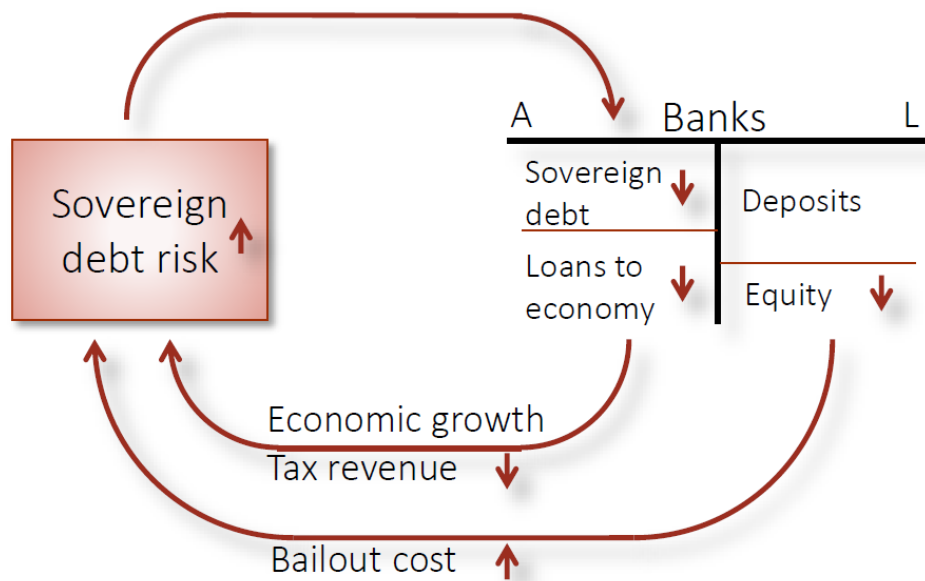 A Banks L
Sovereign
debt
Deposits
Loans to
economy
Equity
Sovereign
debt risk
Economic growth
Tax revenue
Bailout cost